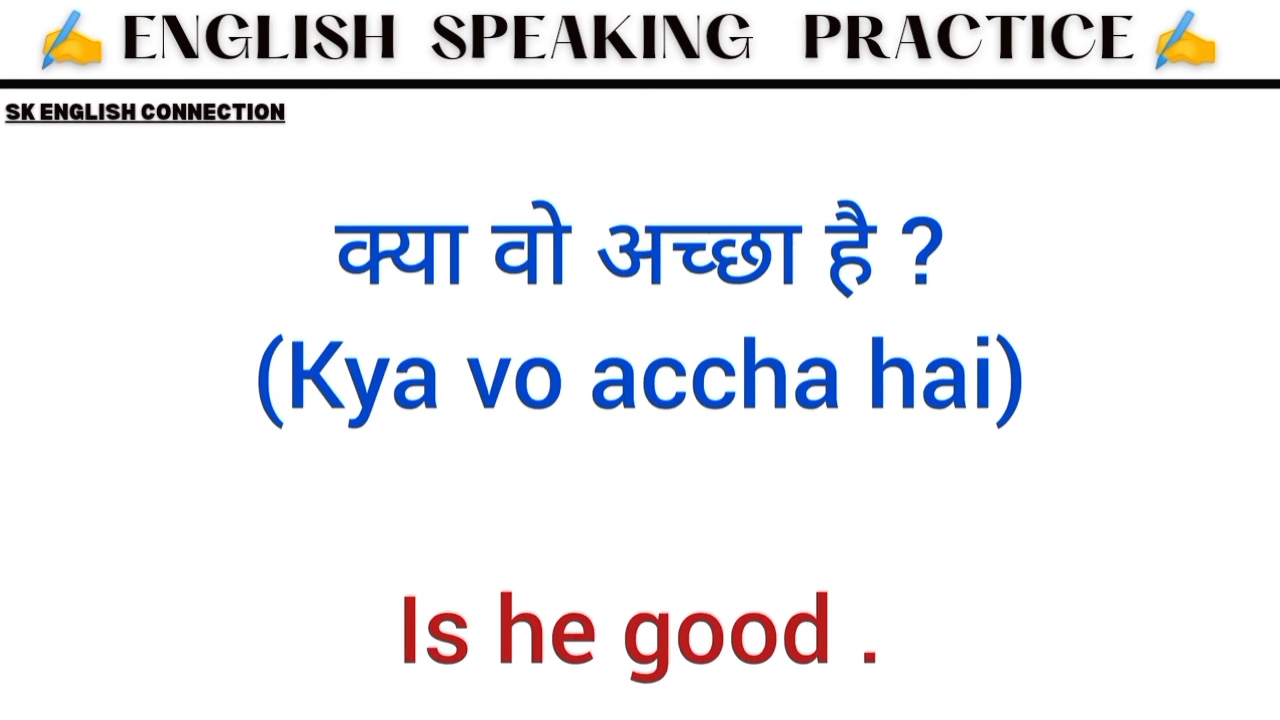 ✍️ ENGLISH SPEAKING PRACTICE ✍️
SK ENGLISH CONNECTION
क्या वो अच्छा है ?
(Kya vo accha hai)
Is he good .